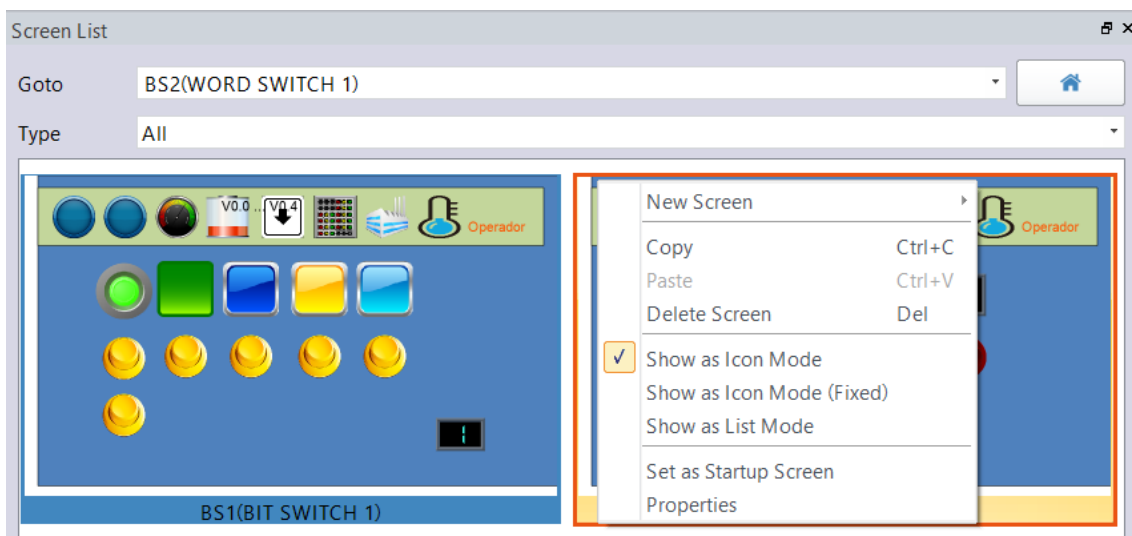 Screen List
Goto BS2(WORD SWITCH 1)
Type All
V0.0 ... V0.4
Operador
1
BS1(BIT SWITCH 1)
New Screen
Copy Ctrl+C
Paste Ctrl+V
Delete Screen Del
Show as Icon Mode
Show as Icon Mode (Fixed)
Show as List Mode
Set as Startup Screen
Properties
Operador